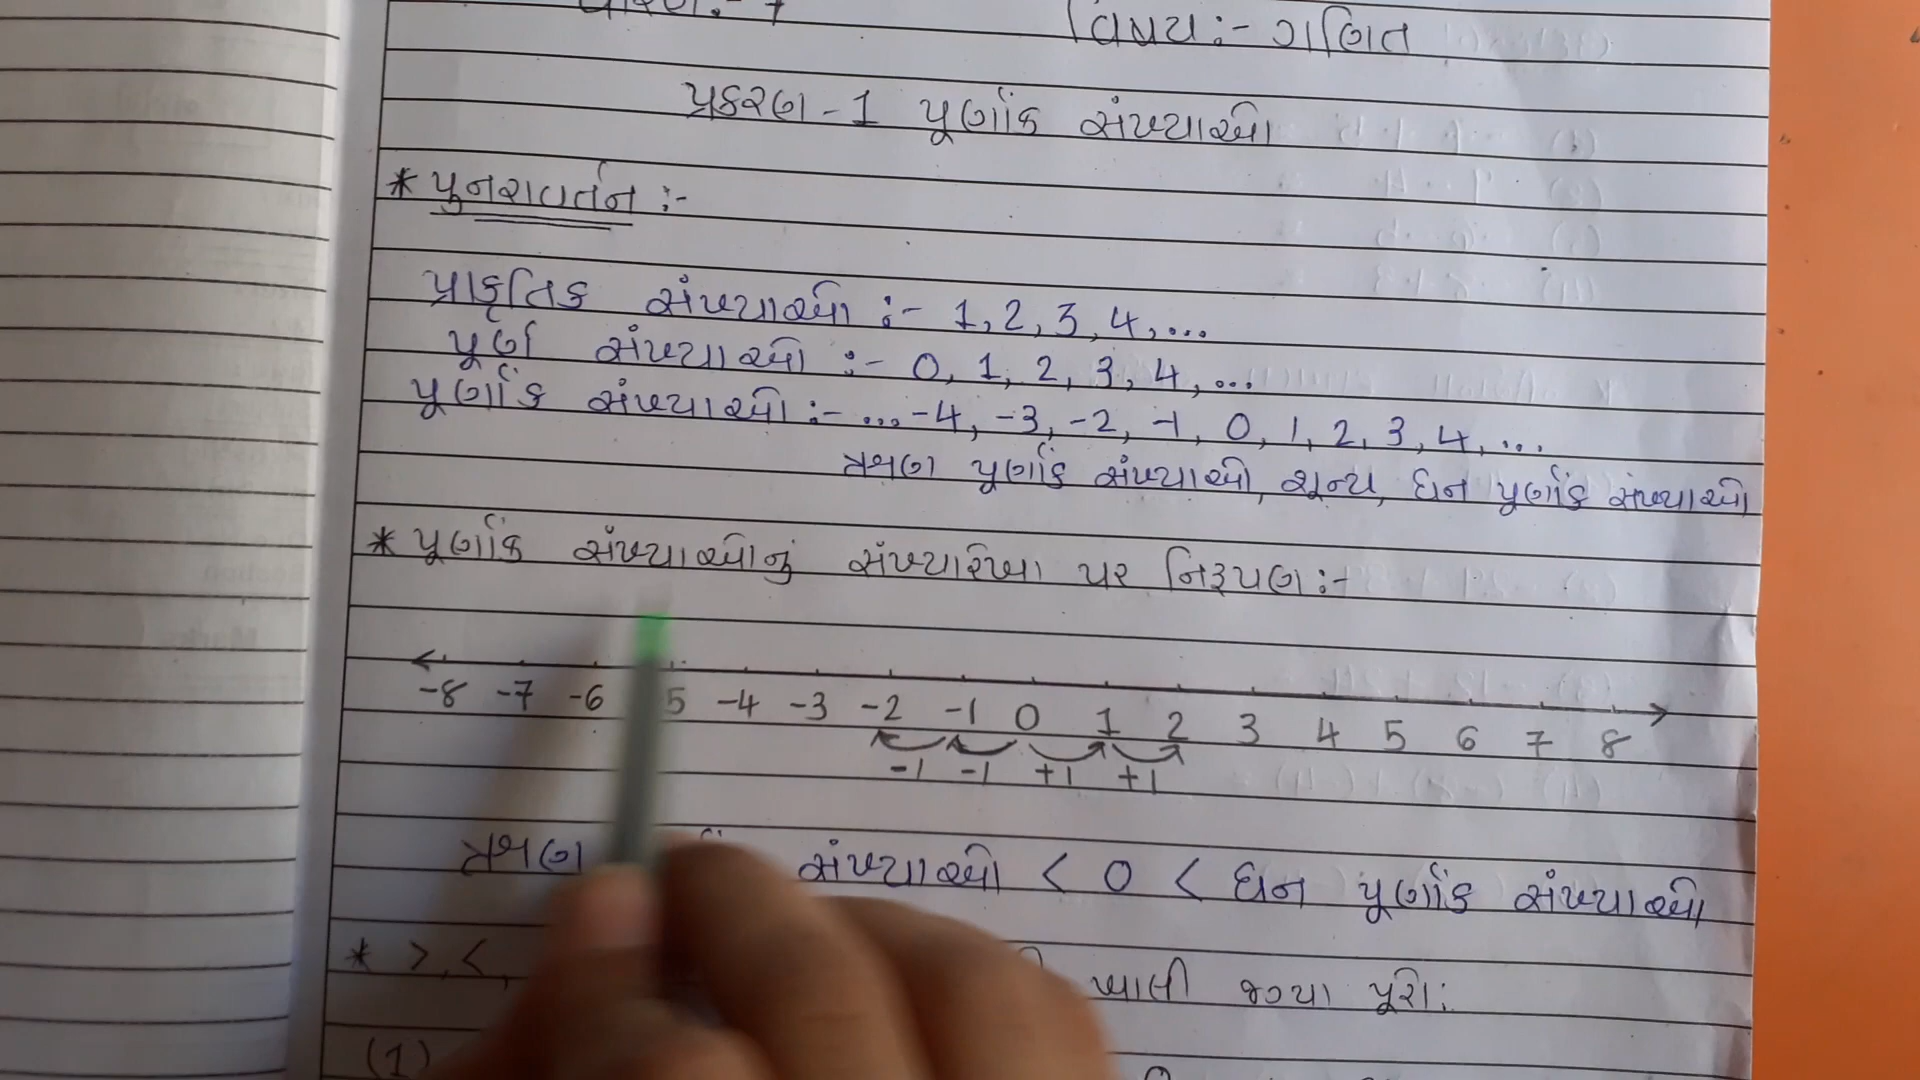 ધોરણ:- 7 વિષય:- ગણિત
પ્રકરણ-1 પૂર્ણાંક સંખ્યાઓ
* પુનરાવર્તન :-
પ્રાકૃતિક સંખ્યાઓ :- 1, 2, 3, 4, ...
પૂર્ણ સંખ્યાઓ :- 0, 1, 2, 3, 4, ...
પૂર્ણાંક સંખ્યાઓ :- ... -4, -3, -2, -1, 0, 1, 2, 3, 4, ...
ઋણ પૂર્ણાંક સંખ્યાઓ, શૂન્ય, ધન પૂર્ણાંક સંખ્યાઓ
* પૂર્ણાંક સંખ્યાઓનું સંખ્યારેખા પર નિરૂપણ :-
-8 -7 -6 5 -4 -3 -2 -1 0 1 2 3 4 5 6 7 8
-1 -1 +1 +1
ઋણ સંખ્યાઓ < 0 < ધન પૂર્ણાંક સંખ્યાઓ
* >, <, ખાલી જગ્યા પૂરો:
(1)